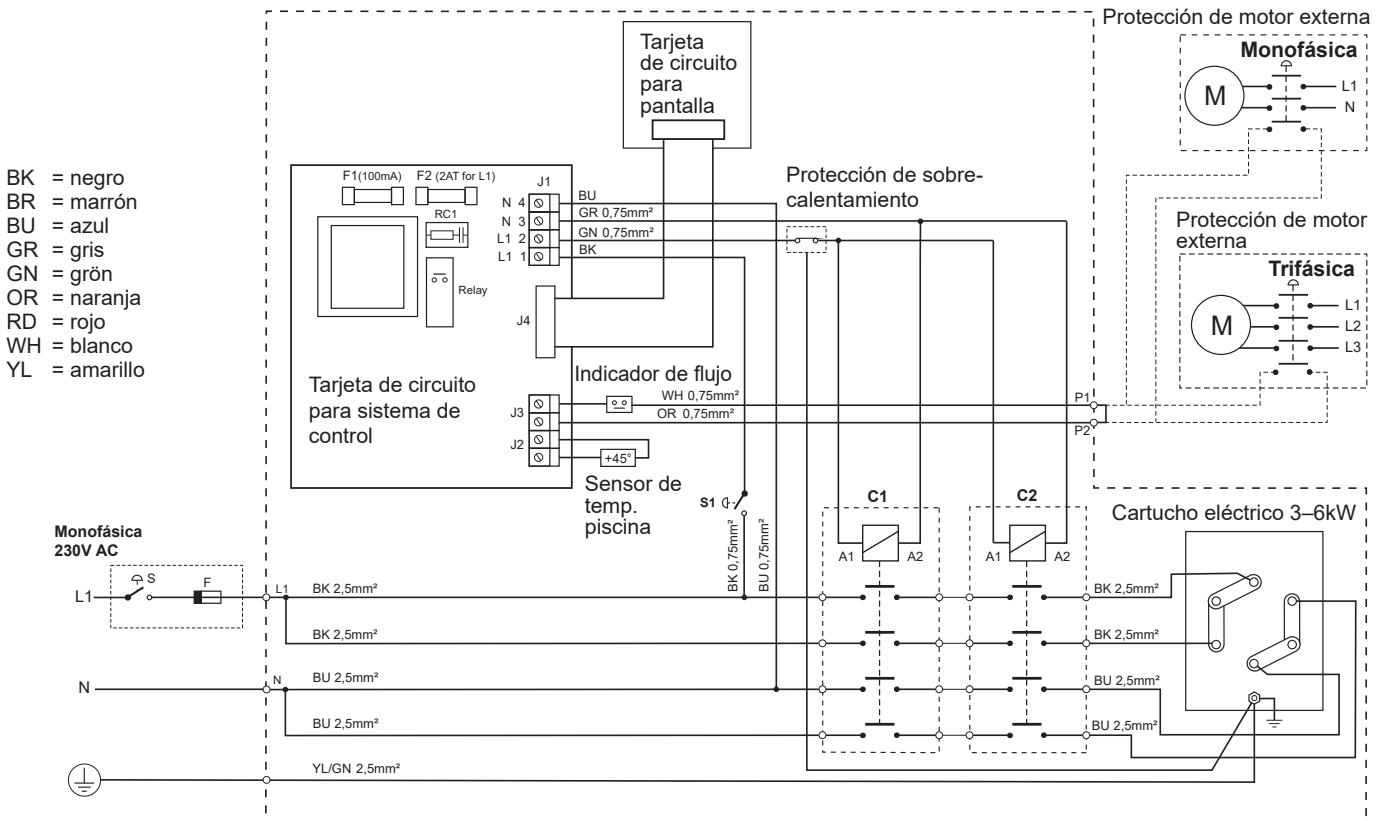 Protección de motor externa
Monofásica
M
L1
N
Protección de motor
externa
Trifásica
M
L1
L2
L3
Tarjeta
de circuito
para
pantalla
BK = negro
BR = marrón
BU = azul
GR = gris
GN = grön
OR = naranja
RD = rojo
WH = blanco
YL = amarillo
F1(100mA)
F2 (2AT for L1)
RC1
Relay
J1
N 4
N 3
L1 2
L1 1
BU
GR 0,75mm²
GN 0,75mm²
BK
J4
Protección de sobre-
calentamiento
Tarjeta de circuito
para sistema de
control
Indicador de flujo
WH 0,75mm²
OR 0,75mm²
J3
J2
+45°
P1
P2
Sensor de
temp.
piscina
S1
BK 0,75mm²
BU 0,75mm²
C1
A1
A2
C2
A1
A2
Cartucho eléctrico 3–6kW
Monofásica
230V AC
S
F
L1
L1
BK 2,5mm²
BK 2,5mm²
BK 2,5mm²
BK 2,5mm²
N
N
BU 2,5mm²
BU 2,5mm²
BU 2,5mm²
BU 2,5mm²
YL/GN 2,5mm²